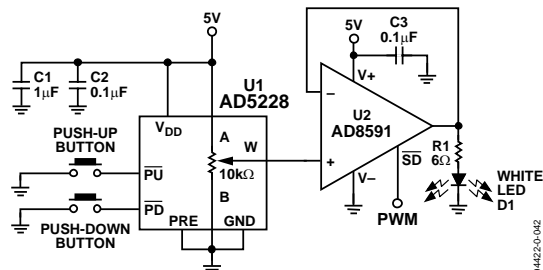 5V
C3
0.1µF
5V
C1
1µF
C2
0.1µF
U1
AD5228
V+
U2
AD8591
VDD
A
W
10kΩ
B
PUSH-UP
BUTTON
PU
PD
PUSH-DOWN
BUTTON
PRE
GND
–
+
SD
V–
PWM
R1
6Ω
WHITE
LED
D1
04422-0-042